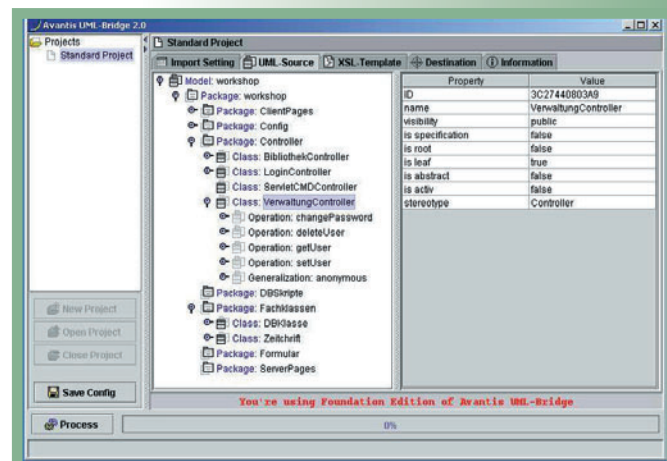 Avantis UML-Bridge 2.0
Projects
Standard Project
Standard Project
Import Setting
UML-Source
XSL-Template
Destination
Information
Model: workshop
Package: workshop
Package: ClientPages
Package: Config
Package: Controller
Class: BibliothekController
Class: LoginController
Class: ServletCMDController
Class: VerwaltungController
Operation: changePassword
Operation: deleteUser
Operation: getUser
Operation: setUser
Generalization: anonymous
Package: DBSkripte
Package: Fachklassen
Class: DBKlasse
Class: Zeitchrift
Package: Formular
Package: ServerPages
Property Value
ID 3C27440803A9
name VerwaltungController
visibility public
is specification false
is root false
is leaf true
is abstract false
is activ false
stereotype Controller
New Project
Open Project
Close Project
Save Config
You're using Foundation Edition of Avantis UML-Bridge
Process
0%